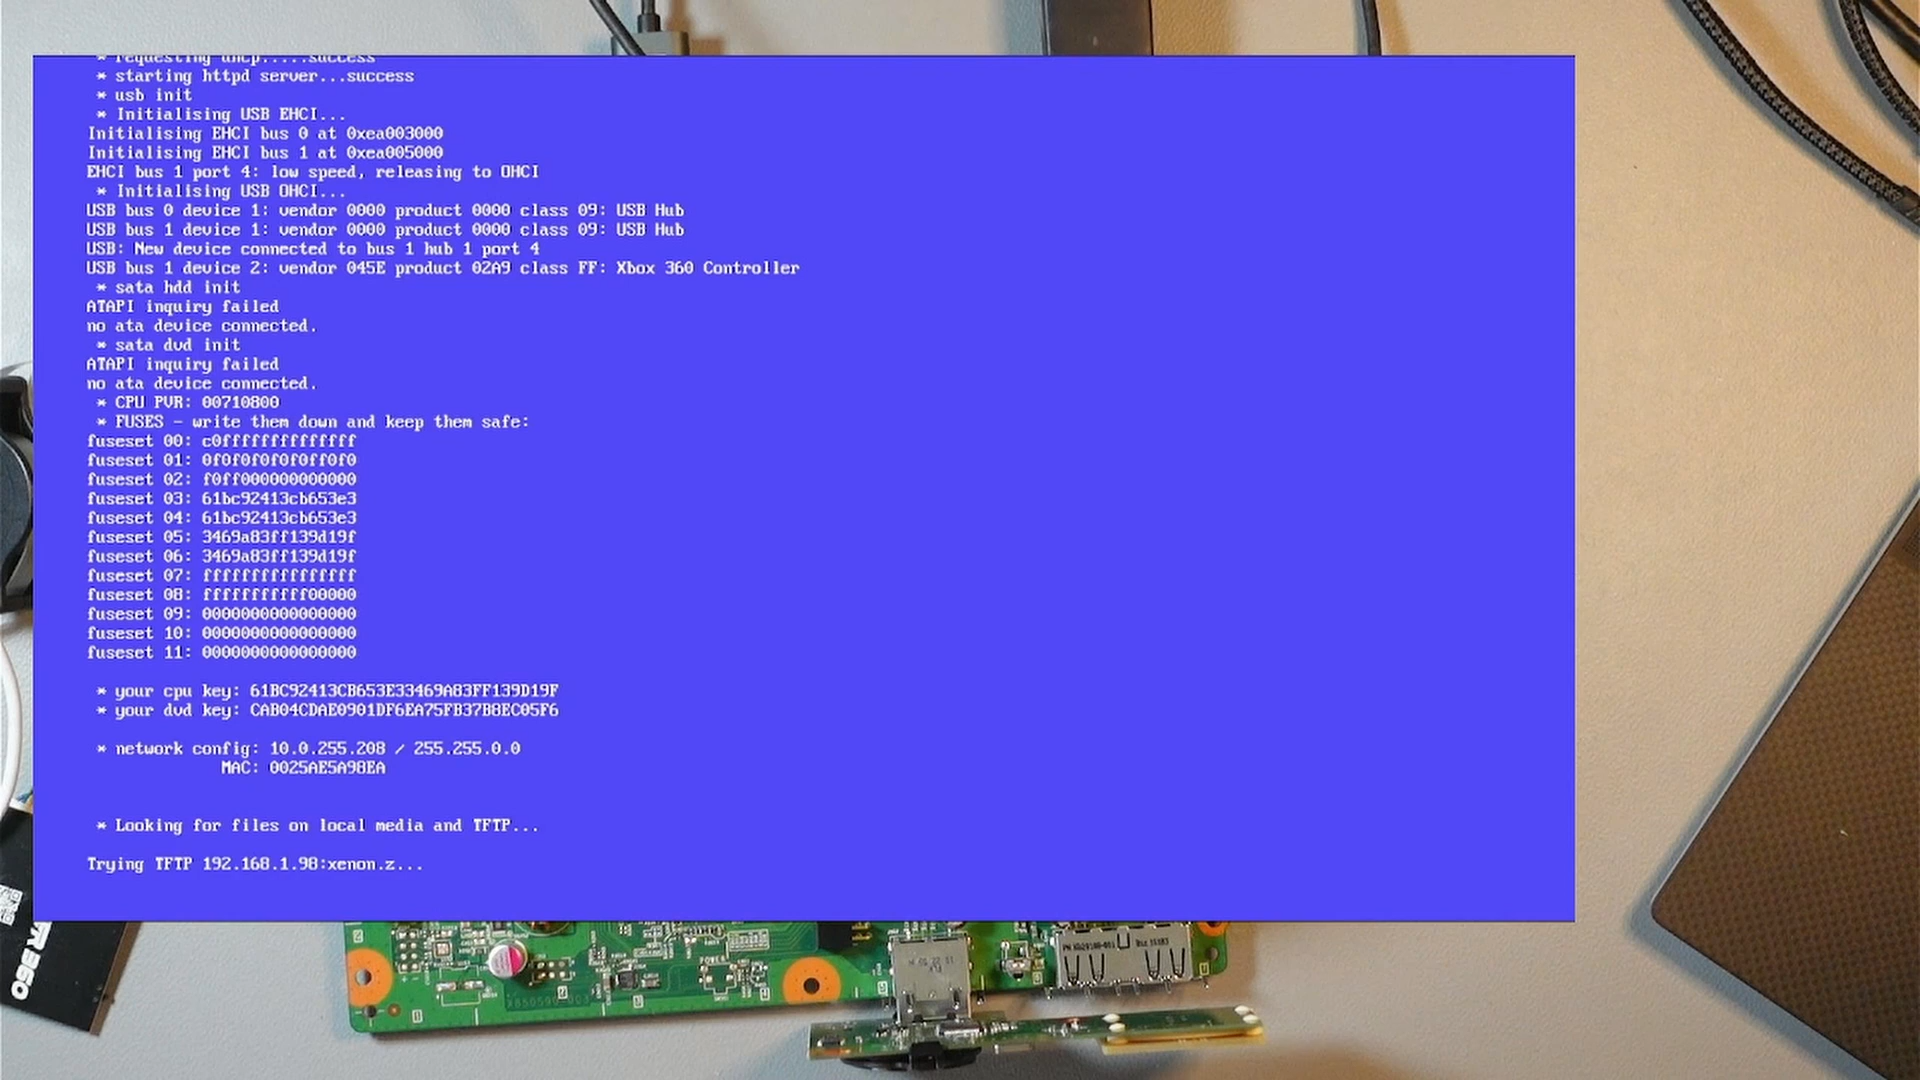 * requesting dhcp.....success
* starting httpd server...success
* usb init
* Initialising USB EHCI...
Initialising EHCI bus 0 at 0xea003000
Initialising EHCI bus 1 at 0xea005000
EHCI bus 1 port 4: low speed, releasing to OHCI
* Initialising USB OHCI...
USB bus 0 device 1: vendor 0000 product 0000 class 09: USB Hub
USB bus 1 device 1: vendor 0000 product 0000 class 09: USB Hub
USB: New device connected to bus 1 hub 1 port 4
USB bus 1 device 2: vendor 045E product 02A9 class FF: Xbox 360 Controller
* sata hdd init
ATAPI inquiry failed
no ata device connected.
* sata dvd init
ATAPI inquiry failed
no ata device connected.
* CPU PVR: 00710800
* FUSES - write them down and keep them safe:
fuseset 00: c0ffffffffffffff
fuseset 01: 0f0f0f0f0f0ff0f0
fuseset 02: f0ff000000000000
fuseset 03: 61bc92413cb653e3
fuseset 04: 61bc92413cb653e3
fuseset 05: 3469a83ff139d19f
fuseset 06: 3469a83ff139d19f
fuseset 07: ffffffffffffffff
fuseset 08: fffffffffff00000
fuseset 09: 0000000000000000
fuseset 10: 0000000000000000
fuseset 11: 0000000000000000
* your cpu key: 61BC92413CB653E33469A83FF139D19F
* your dvd key: CAB04CDAE0901DF6EA75FB37B8EC05F6
* network config: 10.0.255.208 / 255.255.0.0
MAC: 0025AE5A98EA
* Looking for files on local media and TFTP...
Trying TFTP 192.168.1.98:xenon.z...
POWER